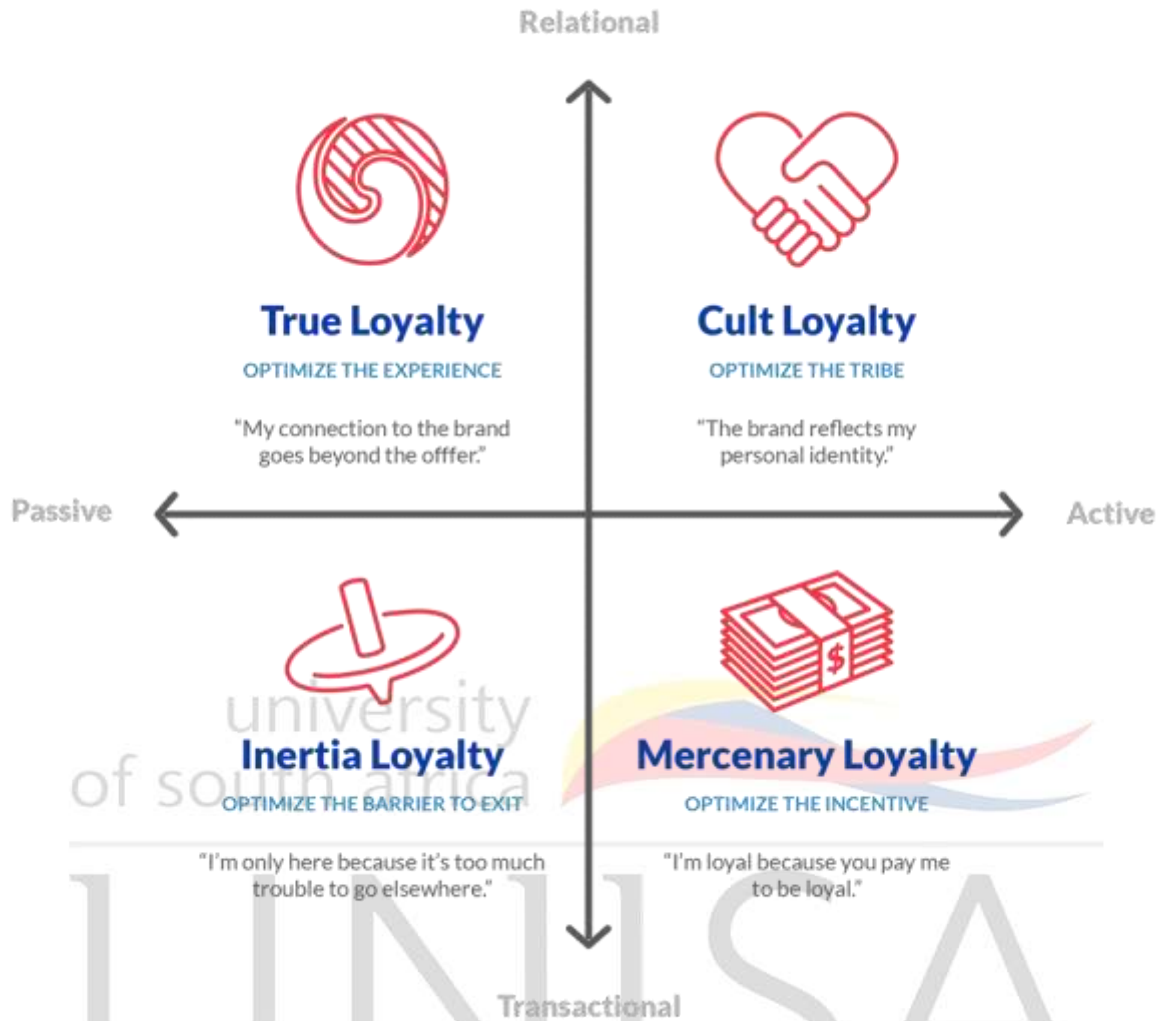 Relational
True Loyalty
OPTIMIZE THE EXPERIENCE
"My connection to the brand
goes beyond the offfer."
Cult Loyalty
OPTIMIZE THE TRIBE
"The brand reflects my
personal identity."
Passive
Active
$
university
of south africa
Inertia Loyalty
OPTIMIZE THE BARRIER TO EXIT
"I'm only here because it's too much
trouble to go elsewhere."
Mercenary Loyalty
OPTIMIZE THE INCENTIVE
"I'm loyal because you pay me
to be loyal."
UNISA
Transactional